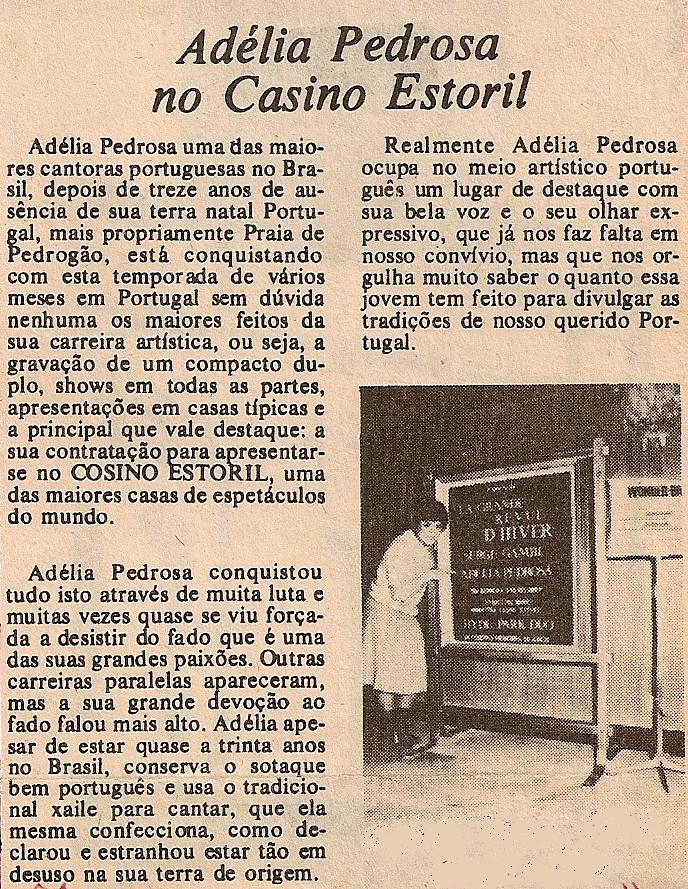 Adélia Pedrosa
no Casino Estoril
Adélia Pedrosa uma das maio-
res cantoras portuguesas no Bra-
sil, depois de treze anos de au-
sência de sua terra natal Portu-
gal, mais propriamente Praia de
Pedrogão, está conquistando
com esta temporada de vários
meses em Portugal sem dúvida
nenhuma os maiores feitos da
sua carreira artística, ou seja, a
gravação de um compacto du-
plo, shows em todas as partes,
apresentações em casas típicas e
a principal que vale destaque: a
sua contratação para apresentar-
se no COSINO ESTORIL, uma
das maiores casas de espetáculos
do mundo.
Adélia Pedrosa conquistou
tudo isto através de muita luta e
muitas vezes quase se viu força-
da a desistir do fado que é uma
das suas grandes paixões. Outras
carreiras paralelas apareceram,
mas a sua grande devoção ao
fado falou mais alto. Adélia ape-
sar de estar quase a trinta anos
no Brasil, conserva o sotaque
bem português e usa o tradicio-
nal xaile para cantar, que ela
mesma confecciona, como de-
clarou e estranhou estar tão em
desuso na sua terra de origem.
Realmente Adélia Pedrosa
ocupa no meio artístico portu-
guês um lugar de destaque com
sua bela voz e o seu olhar ex-
pressivo, que já nos faz falta em
nosso convívio, mas que nos or-
gulha muito saber o quanto essa
jovem tem feito para divulgar as
tradições de nosso querido Por-
tugal.
LA GRANDE
REVUE
D'HIVER
SERGE
ADELIA PEDROSA
HYDE PARK DUO
WONDER